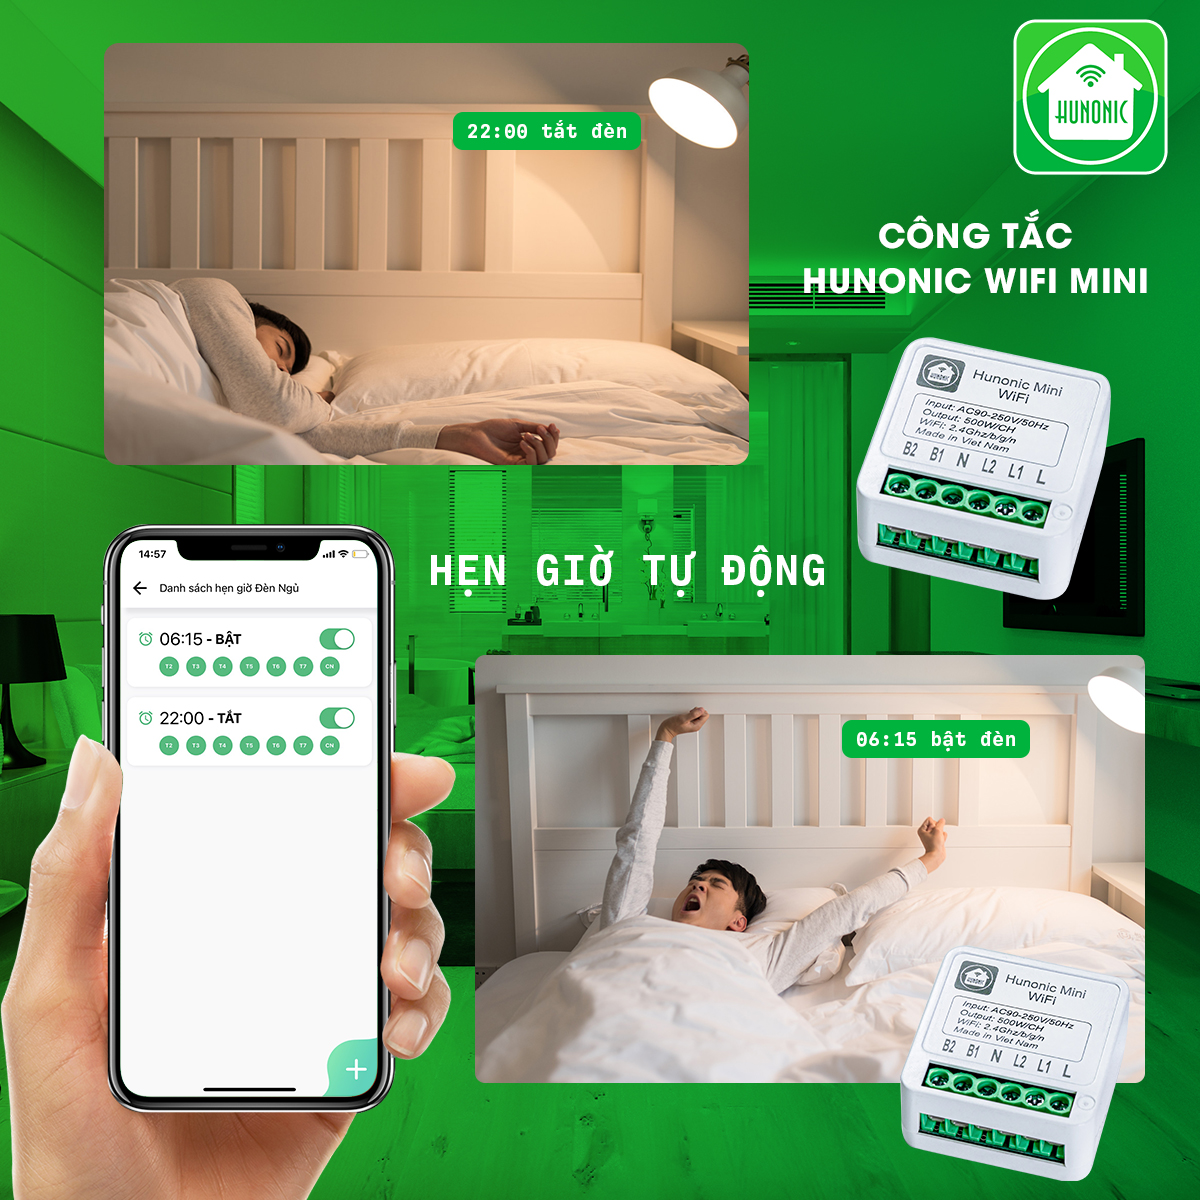 HUNONIC
22:00 tắt đèn
CÔNG TẮC
HUNONIC WIFI MINI
HUNONIC
Hunonic Mini
WiFi
Input: AC90-250V/50Hz
Output: 500W/CH
WiFi: 2.4Ghz/b/g/n
Made in Viet Nam
B2 B1 N L2 L1 L
HẸN GIỜ TỰ ĐỘNG
14:57
Danh sách hẹn giờ Đèn Ngủ
06:15 - BẬT
T2 T3 T4 T5 T6 T7 CN
22:00 - TẮT
T2 T3 T4 T5 T6 T7 CN
06:15 bật đèn
HUNONIC
Hunonic Mini
WiFi
Input: AC90-250V/50Hz
Output: 500W/CH
WiFi: 2.4Ghz/b/g/n
Made in Viet Nam
B2 B1 N L2 L1 L